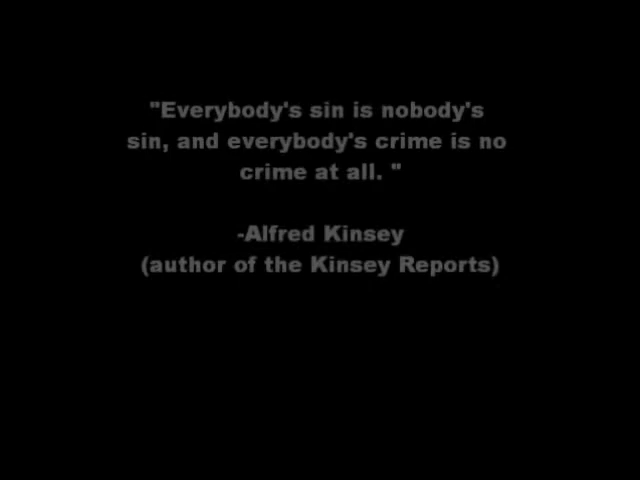 "Everybody's sin is nobody's
sin, and everybody's crime is no
crime at all. "
-Alfred Kinsey
(author of the Kinsey Reports)